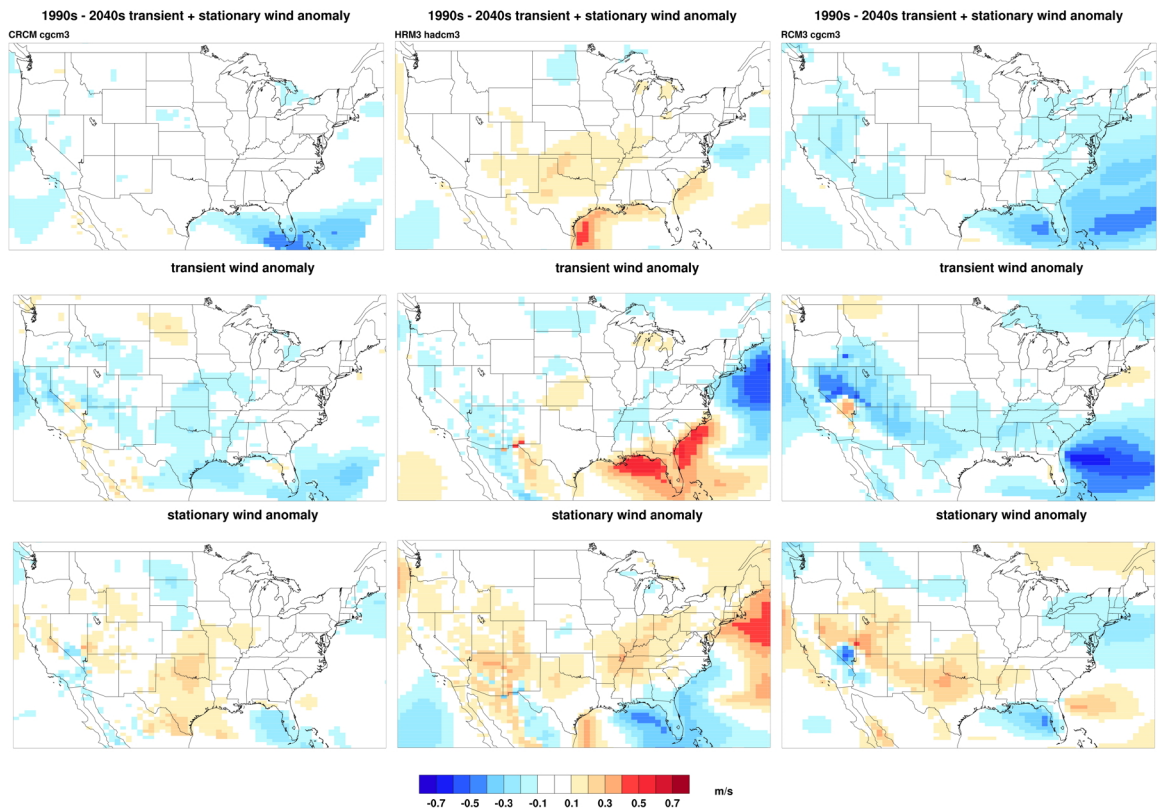 1990s - 2040s transient + stationary wind anomaly
CRCM cgcm3
1990s - 2040s transient + stationary wind anomaly
HRM3 hadcm3
1990s - 2040s transient + stationary wind anomaly
RCM3 cgcm3
transient wind anomaly
transient wind anomaly
transient wind anomaly
stationary wind anomaly
stationary wind anomaly
stationary wind anomaly
-0.7 -0.5 -0.3 -0.1 0.1 0.3 0.5 0.7 m/s